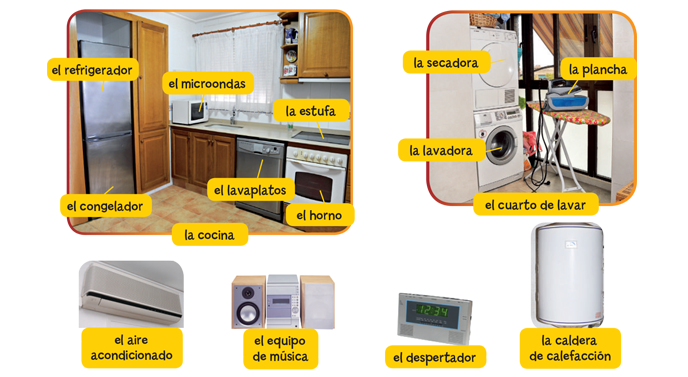 el refrigerador
el microondas
la estufa
el congelador
el lavaplatos
el horno
la cocina
la secadora
la plancha
la lavadora
el cuarto de lavar
el aire
acondicionado
el equipo
de música
12:34
el despertador
la caldera
de calefacción